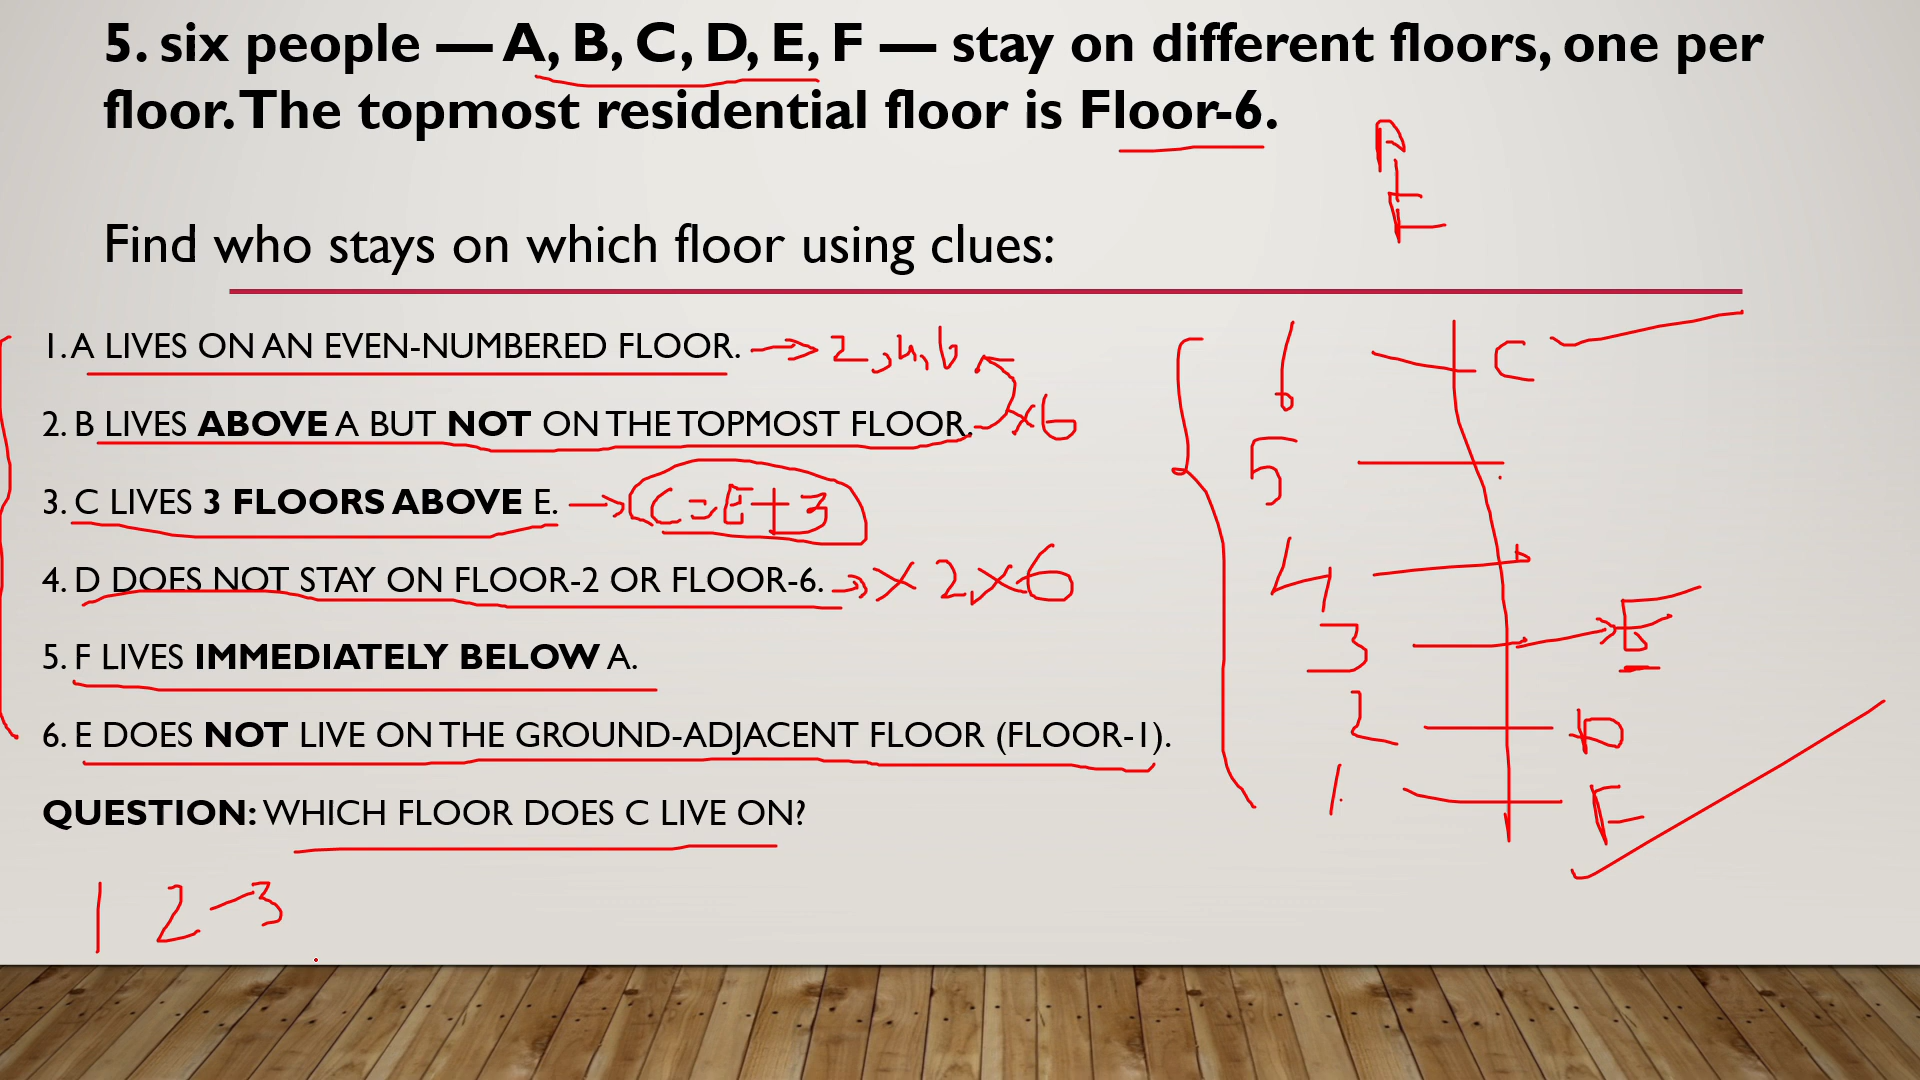 5. six people — A, B, C, D, E, F — stay on different floors, one per
floor. The topmost residential floor is Floor-6.
Find who stays on which floor using clues:
1. A LIVES ON AN EVEN-NUMBERED FLOOR. → 2, 4, 6
2. B LIVES ABOVE A BUT NOT ON THE TOPMOST FLOOR. ×6
3. C LIVES 3 FLOORS ABOVE E. → C=E+3
4. D DOES NOT STAY ON FLOOR-2 OR FLOOR-6. → ×2, ×6
5. F LIVES IMMEDIATELY BELOW A.
6. E DOES NOT LIVE ON THE GROUND-ADJACENT FLOOR (FLOOR-1).
QUESTION: WHICH FLOOR DOES C LIVE ON?
1 2-3
6 C
5
4
3
2
1